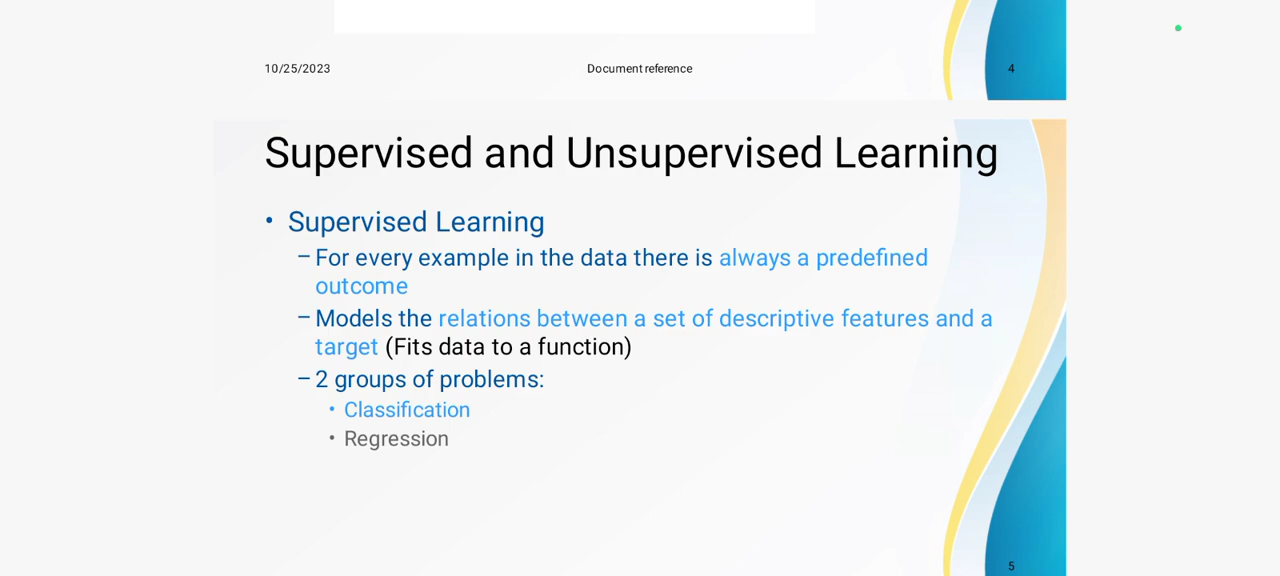 10/25/2023 Document reference 4
Supervised and Unsupervised Learning
• Supervised Learning
– For every example in the data there is always a predefined
outcome
– Models the relations between a set of descriptive features and a
target (Fits data to a function)
– 2 groups of problems:
• Classification
• Regression
5